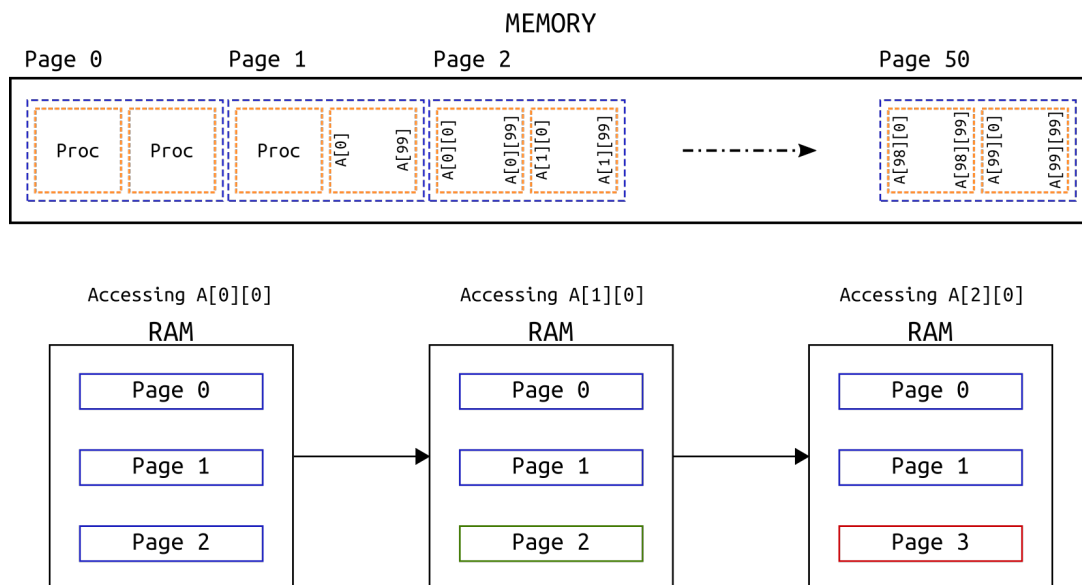 MEMORY
Page 0 Page 1 Page 2 Page 50
Proc Proc Proc A[0] A[99] A[0][0] A[0][99] A[1][0] A[1][99] A[98][0] A[98][99] A[99][0] A[99][99]
Accessing A[0][0] Accessing A[1][0] Accessing A[2][0]
RAM RAM RAM
Page 0 Page 0 Page 0
Page 1 Page 1 Page 1
Page 2 Page 2 Page 3